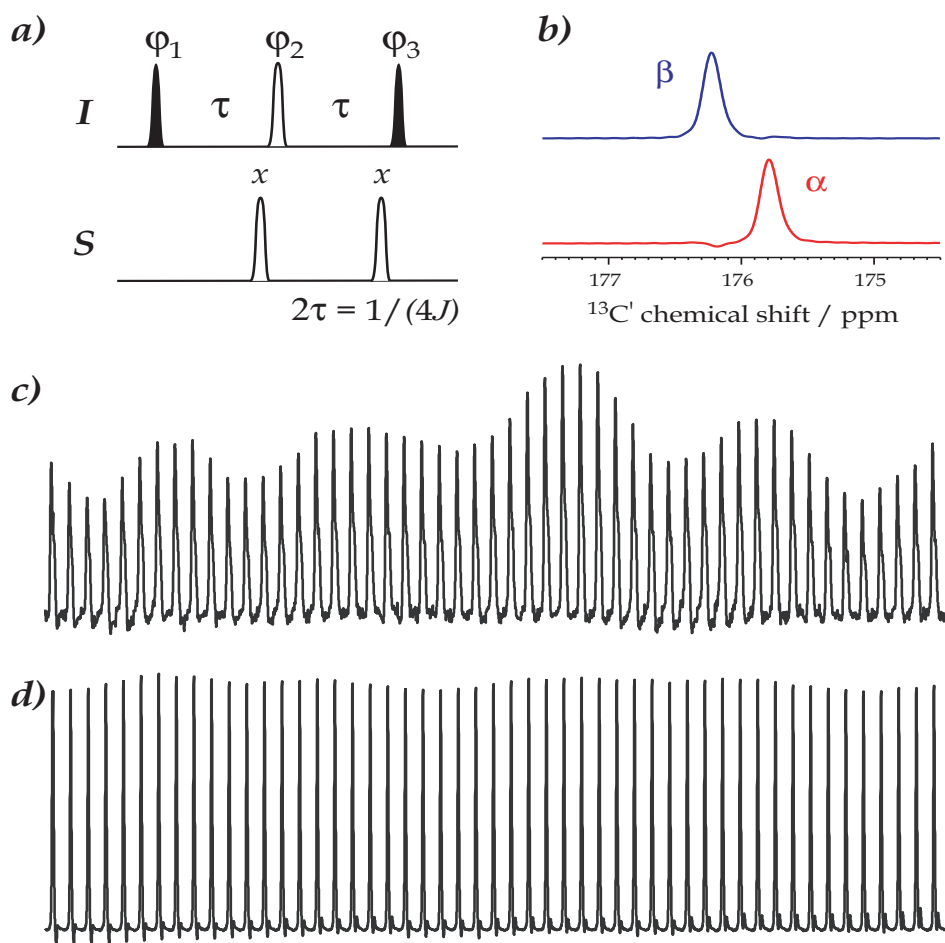 a)
φ1 φ2 φ3
I τ τ
x x
S
2τ = 1/(4J)
b)
β
α
177 176 175
13C' chemical shift / ppm
c)
d)